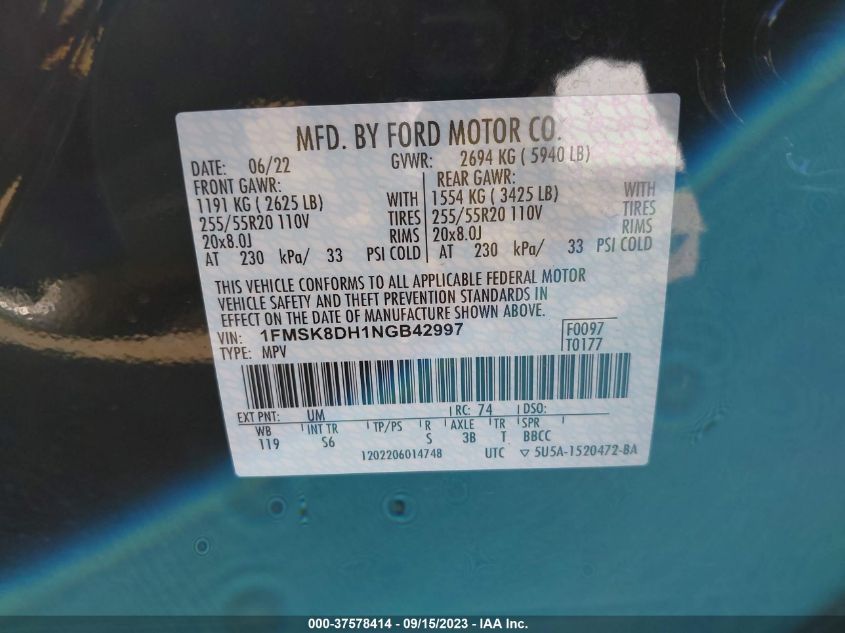 MFD. BY FORD MOTOR CO.
DATE: 06/22 GVWR: 2694 KG ( 5940 LB)
FRONT GAWR: REAR GAWR:
1191 KG ( 2625 LB) WITH 1554 KG ( 3425 LB) WITH
255/55R20 110V TIRES 255/55R20 110V TIRES
20x8.0J RIMS 20x8.0J RIMS
AT 230 kPa/ 33 PSI COLD AT 230 kPa/ 33 PSI COLD
THIS VEHICLE CONFORMS TO ALL APPLICABLE FEDERAL MOTOR
VEHICLE SAFETY AND THEFT PREVENTION STANDARDS IN
EFFECT ON THE DATE OF MANUFACTURE SHOWN ABOVE.
VIN: 1FMSK8DH1NGB42997 F0097
TYPE: MPV T0177
EXT PNT: UM RC: 74 DSO:
WB INT TR TP/PS R AXLE TR SPR
119 S6 S 3B T BBCC
1202206014748 UTC ▽ 5U5A-1520472-BA
000-37578414 - 09/15/2023 - IAA Inc.